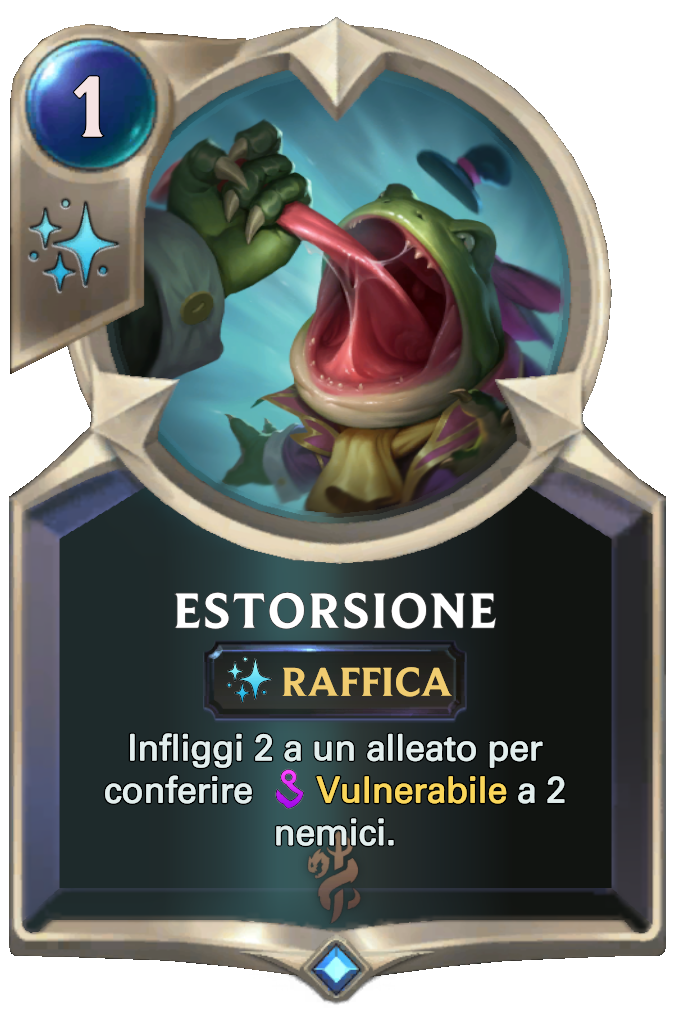 1
ESTORSIONE
RAFFICA
Infliggi 2 a un alleato per
conferire Vulnerabile a 2
nemici.